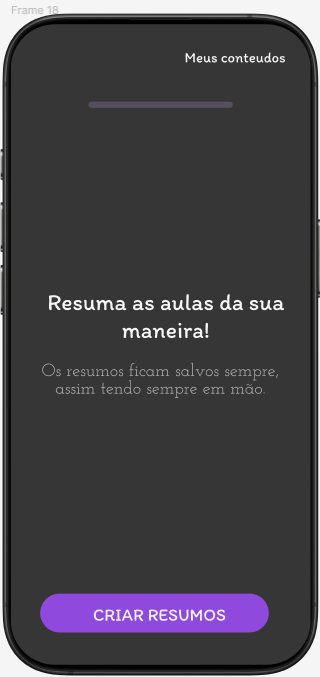 Frame 18
Meus conteudos
Resuma as aulas da sua
maneira!
Os resumos ficam salvos sempre,
assim tendo sempre em mão.
CRIAR RESUMOS